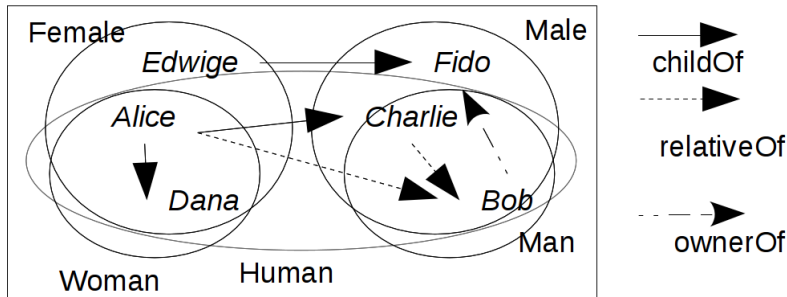 Female
Male
Edwige
Fido
childOf
Alice
Charlie
relativeOf
Dana
Bob
ownerOf
Man
Woman
Human